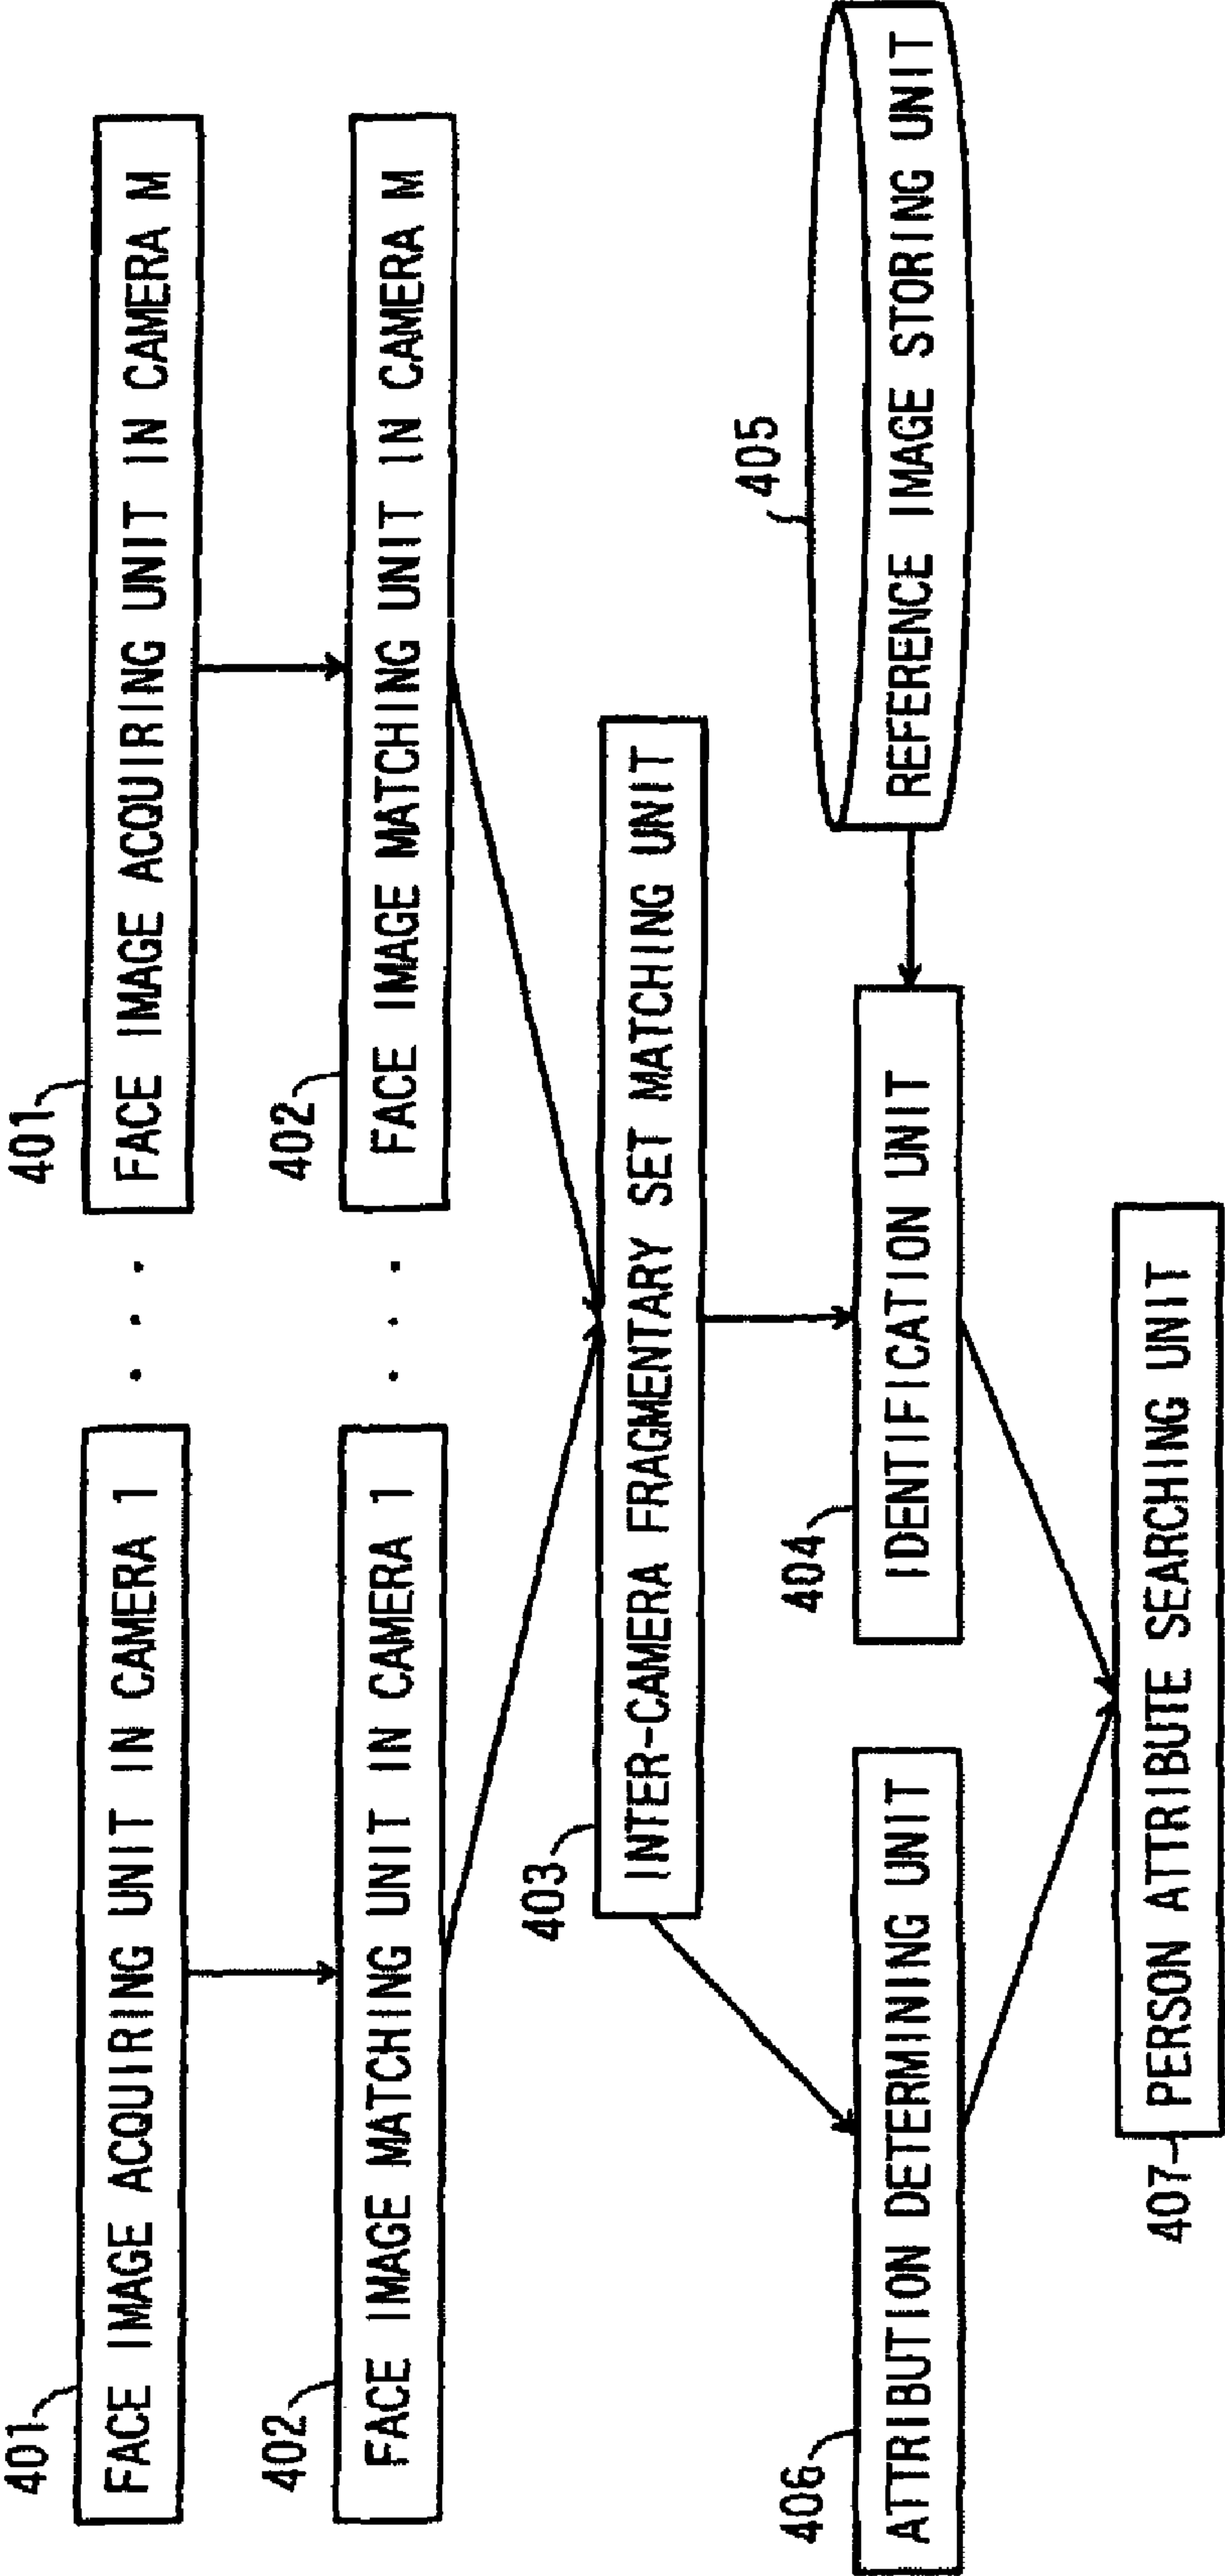 401
FACE IMAGE ACQUIRING UNIT IN CAMERA 1
. . .
401
FACE IMAGE ACQUIRING UNIT IN CAMERA M
402
FACE IMAGE MATCHING UNIT IN CAMERA 1
. . .
402
FACE IMAGE MATCHING UNIT IN CAMERA M
403
INTER-CAMERA FRAGMENTARY SET MATCHING UNIT
406
ATTRIBUTION DETERMINING UNIT
404
IDENTIFICATION UNIT
405
REFERENCE IMAGE STORING UNIT
407
PERSON ATTRIBUTE SEARCHING UNIT